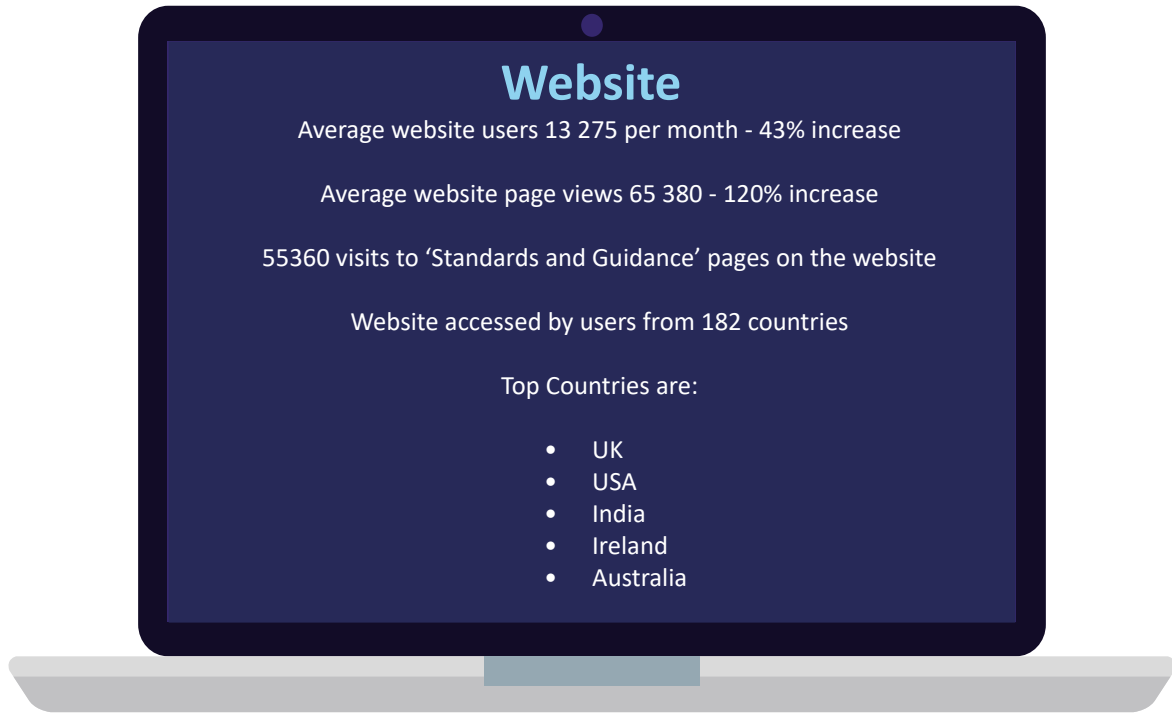 Website
Average website users 13 275 per month - 43% increase
Average website page views 65 380 - 120% increase
55360 visits to ‘Standards and Guidance’ pages on the website
Website accessed by users from 182 countries
Top Countries are:
• UK
• USA
• India
• Ireland
• Australia